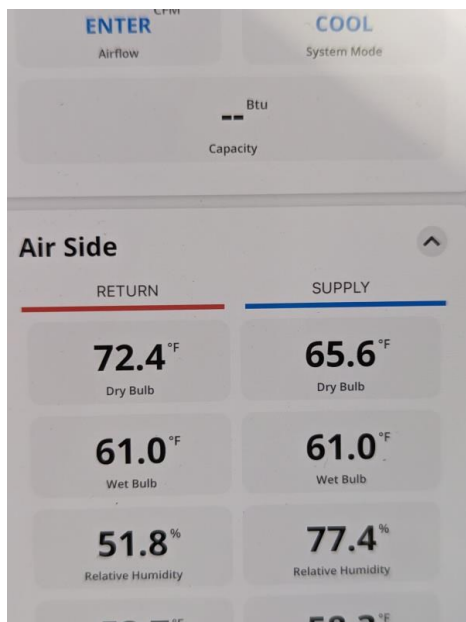 CFM
ENTER
COOL
Airflow
System Mode
-- Btu
Capacity
Air Side
RETURN
SUPPLY
72.4 °F
65.6 °F
Dry Bulb
Dry Bulb
61.0 °F
61.0 °F
Wet Bulb
Wet Bulb
51.8 %
77.4 %
Relative Humidity
Relative Humidity
°F
°F